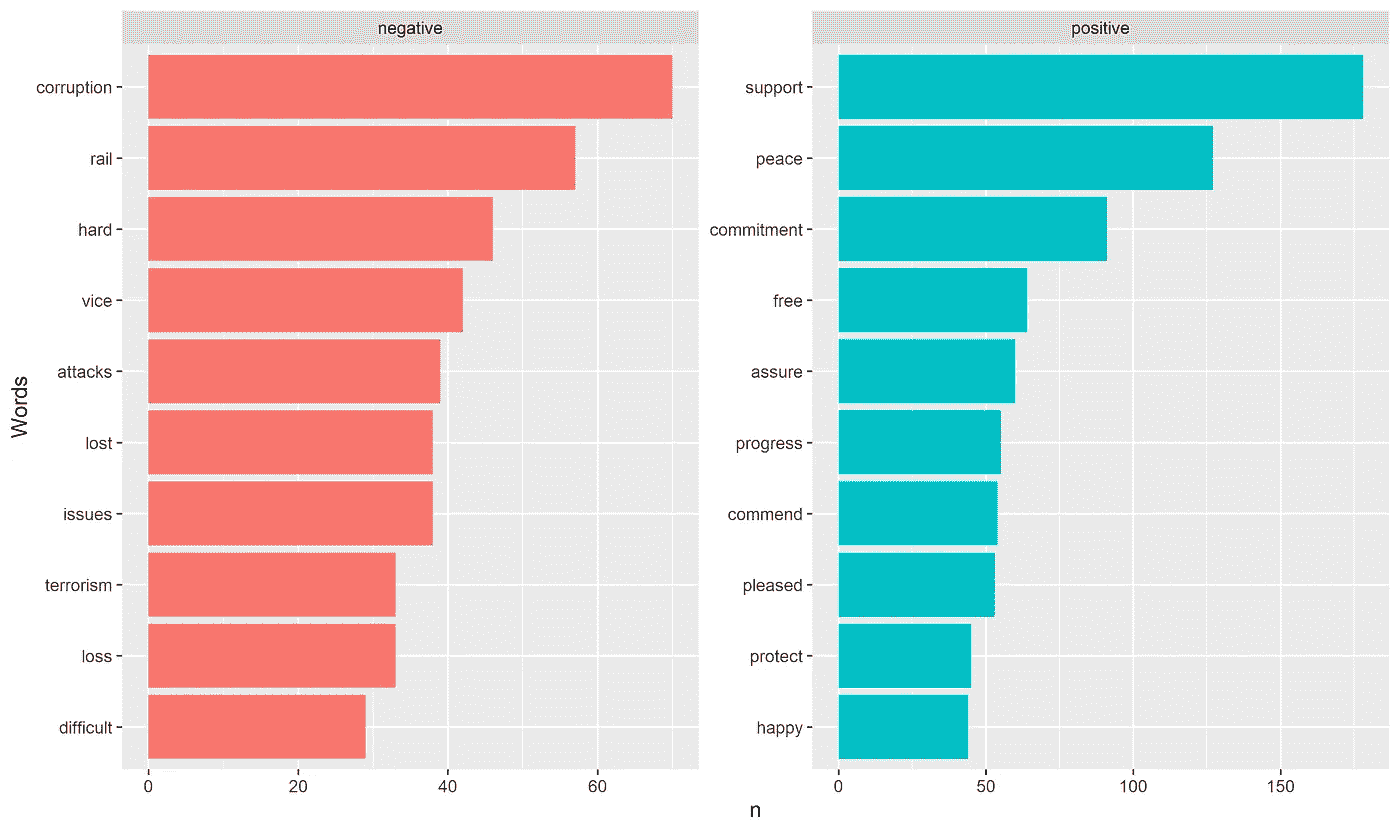 negative
positive
Words
corruption
rail
hard
vice
attacks
lost
issues
terrorism
loss
difficult
0 20 40 60
support
peace
commitment
free
assure
progress
commend
pleased
protect
happy
0 50 100 150
n